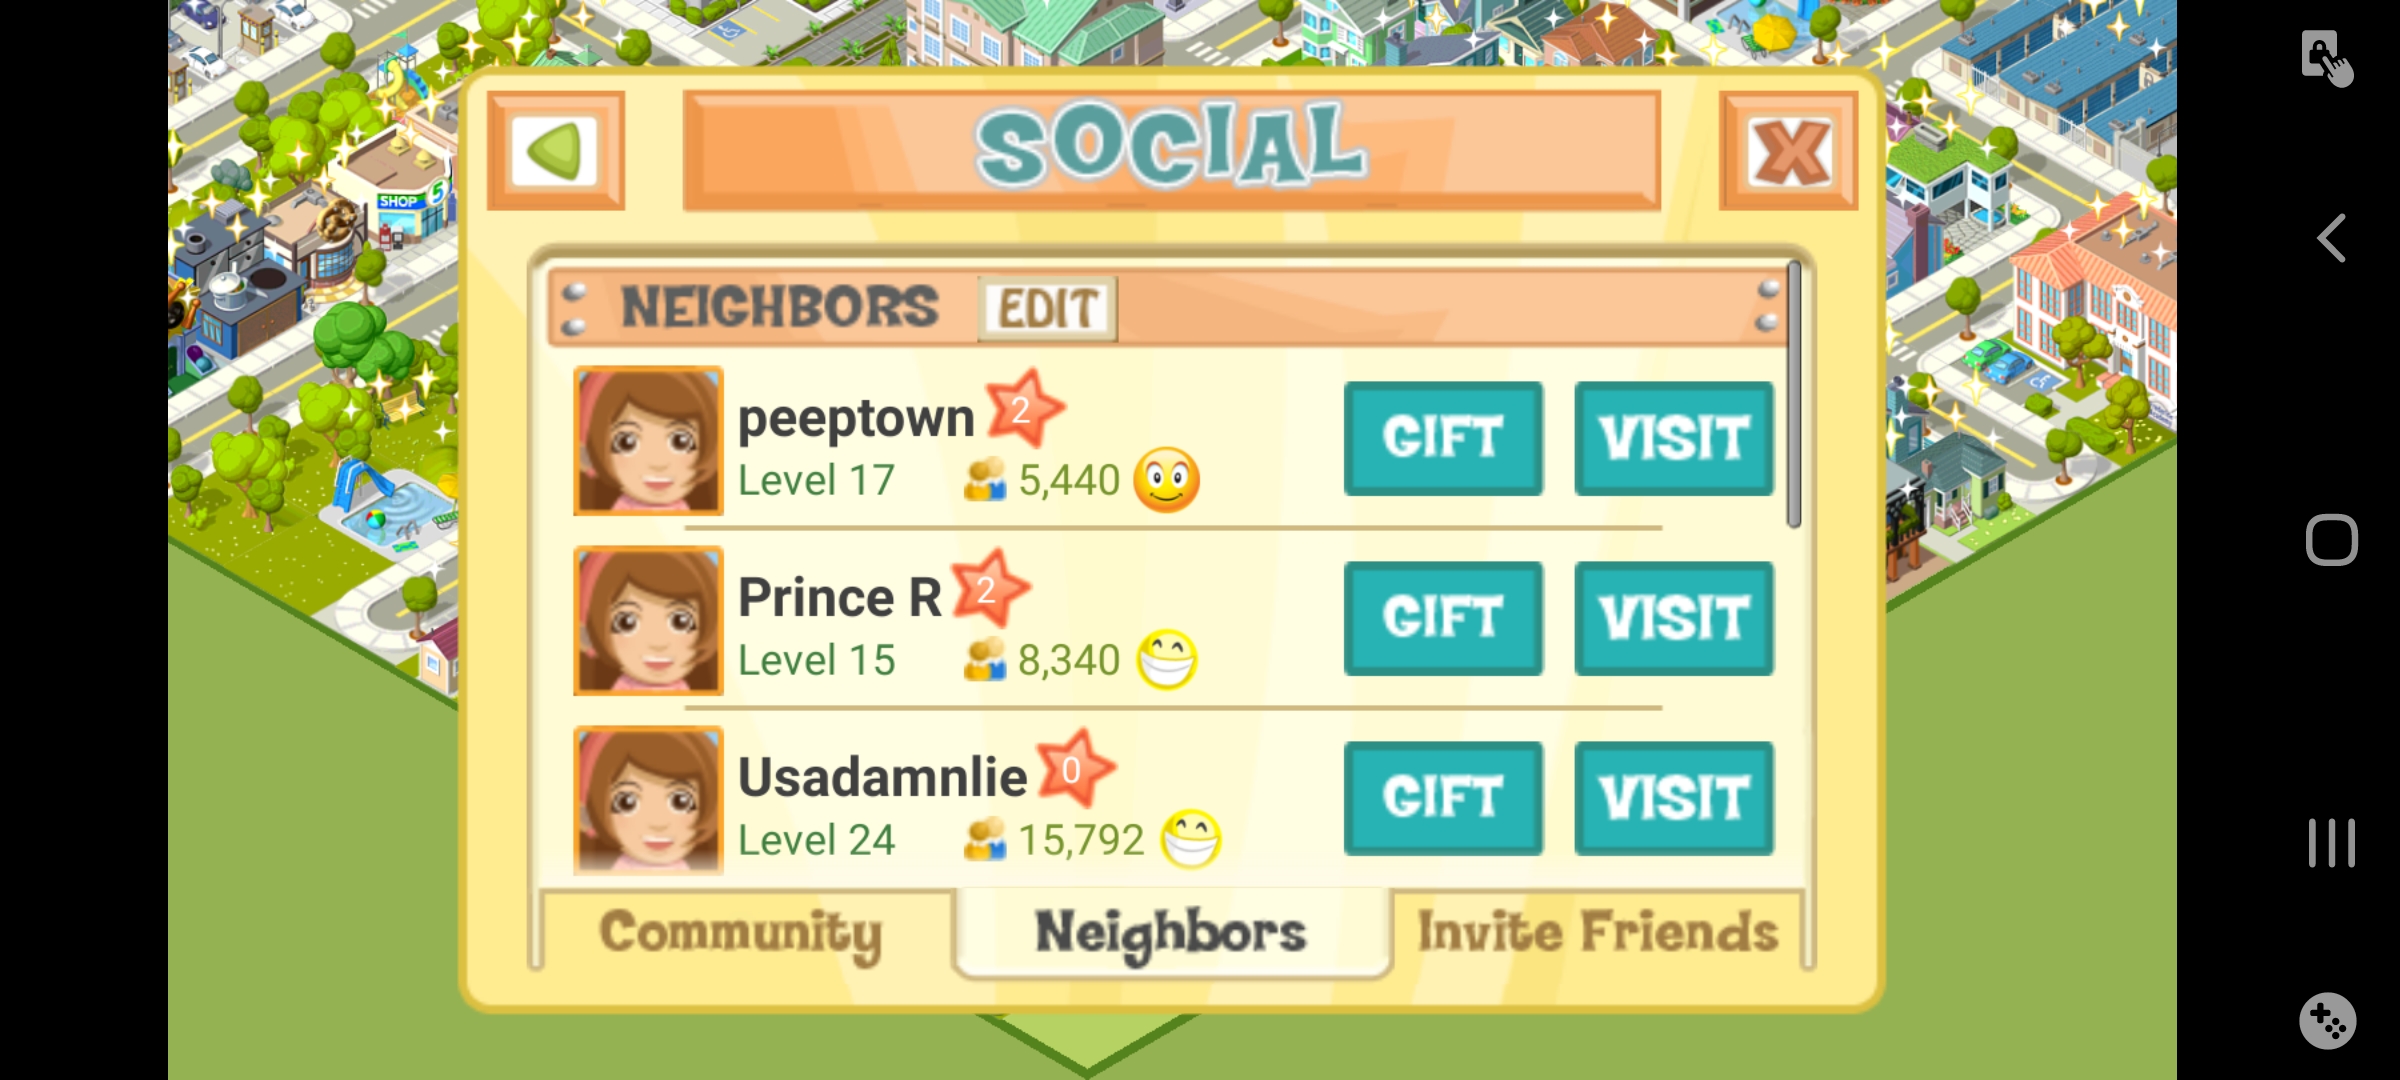 SOCIAL
SHOP 5
NEIGHBORS EDIT
peeptown 2
Level 17 5,440
GIFT VISIT
Prince R 2
Level 15 8,340
GIFT VISIT
Usadamnlie 0
Level 24 15,792
GIFT VISIT
Community Neighbors Invite Friends